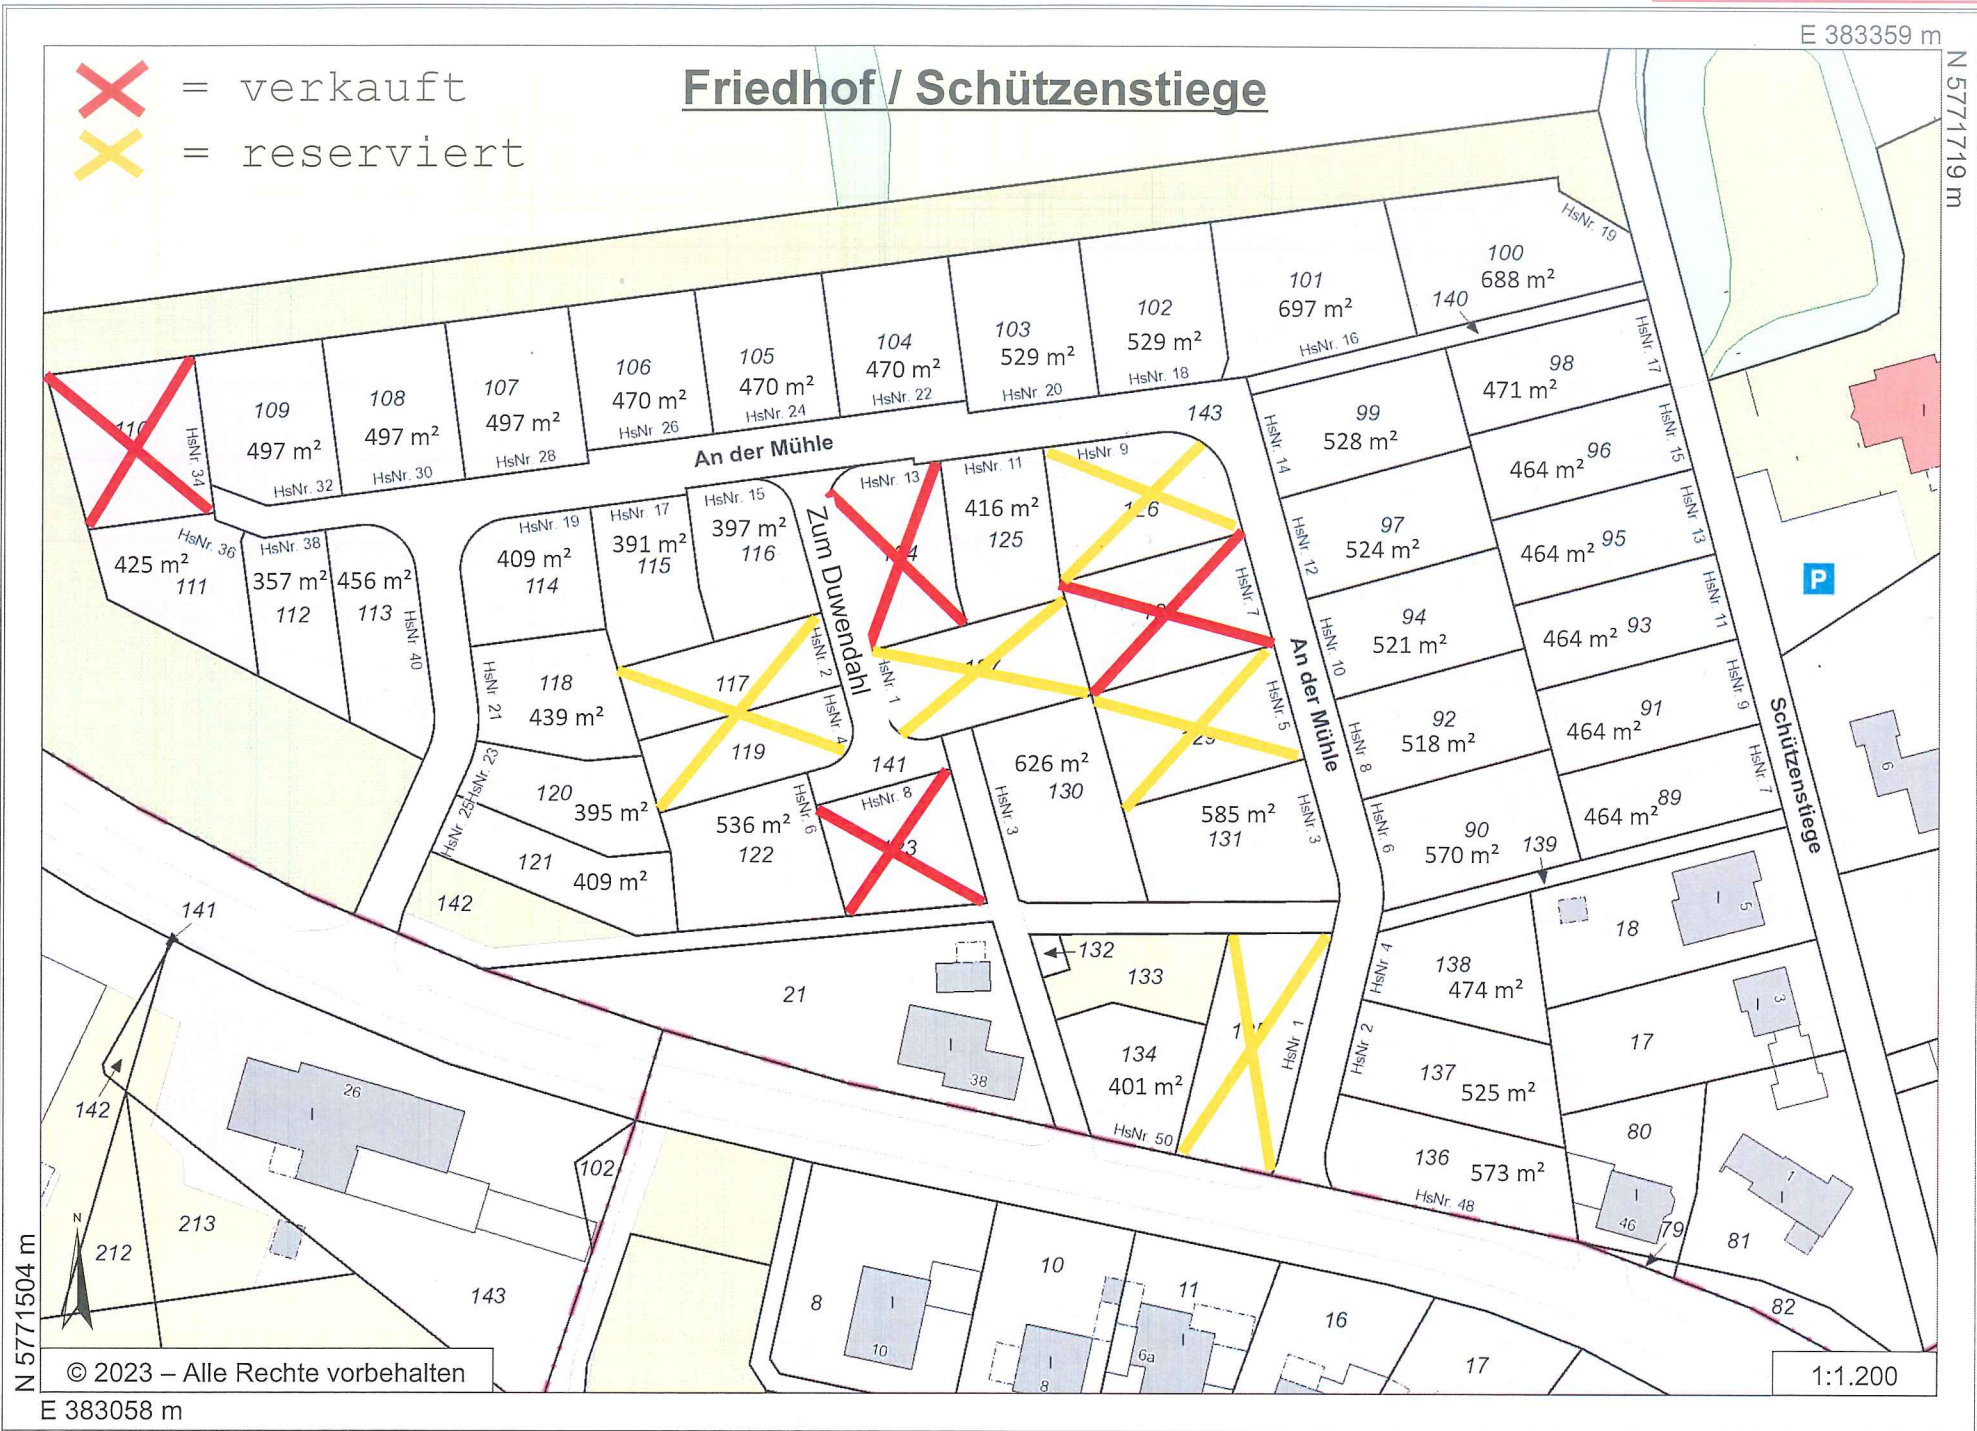 E 383359 m
N 5771719 m
= verkauft
= reserviert
Friedhof / Schützenstiege
HsNr. 19
100
688 m²
101
697 m²
HsNr. 16
140
102
529 m²
HsNr. 18
103
529 m²
HsNr. 20
104
470 m²
HsNr. 22
105
470 m²
HsNr. 24
106
470 m²
HsNr. 26
107
497 m²
HsNr. 28
108
497 m²
HsNr. 30
109
497 m²
HsNr. 32
HsNr. 34
An der Mühle
143
HsNr. 36
425 m²
111
HsNr. 38
357 m²
112
456 m²
113
HsNr. 40
HsNr. 19
409 m²
114
HsNr. 17
391 m²
115
HsNr. 15
397 m²
116
Zum Duwendahl
HsNr. 13
HsNr. 11
416 m²
125
HsNr. 9
HsNr. 7
HsNr. 5
HsNr. 1
HsNr. 2
117
HsNr. 4
119
HsNr. 21
118
439 m²
HsNr. 23
120
395 m²
HsNr. 25
121
409 m²
142
536 m²
122
HsNr. 6
141
HsNr. 8
HsNr. 3
626 m²
130
585 m²
131
HsNr. 3
An der Mühle
HsNr. 14
99
528 m²
98
471 m²
HsNr. 17
HsNr. 12
97
524 m²
464 m² 96
HsNr. 15
464 m² 95
HsNr. 13
HsNr. 10
94
521 m²
464 m² 93
HsNr. 11
HsNr. 8
92
518 m²
91
464 m²
HsNr. 9
HsNr. 6
90
570 m²
139
464 m² 89
HsNr. 7
Schützenstiege
P
I
6
132
133
134
401 m²
HsNr. 50
HsNr. 1
HsNr. 4
138
474 m²
HsNr. 2
137
525 m²
136
573 m²
HsNr. 48
18
I
5
17
I
3
80
I
46
79
81
1
I
82
21
I
38
141
142
26
I
102
213
212
N
143
8
I
10
10
I
8
11
I
6a
16
17
N 5771504 m
© 2023 – Alle Rechte vorbehalten
1:1.200
E 383058 m